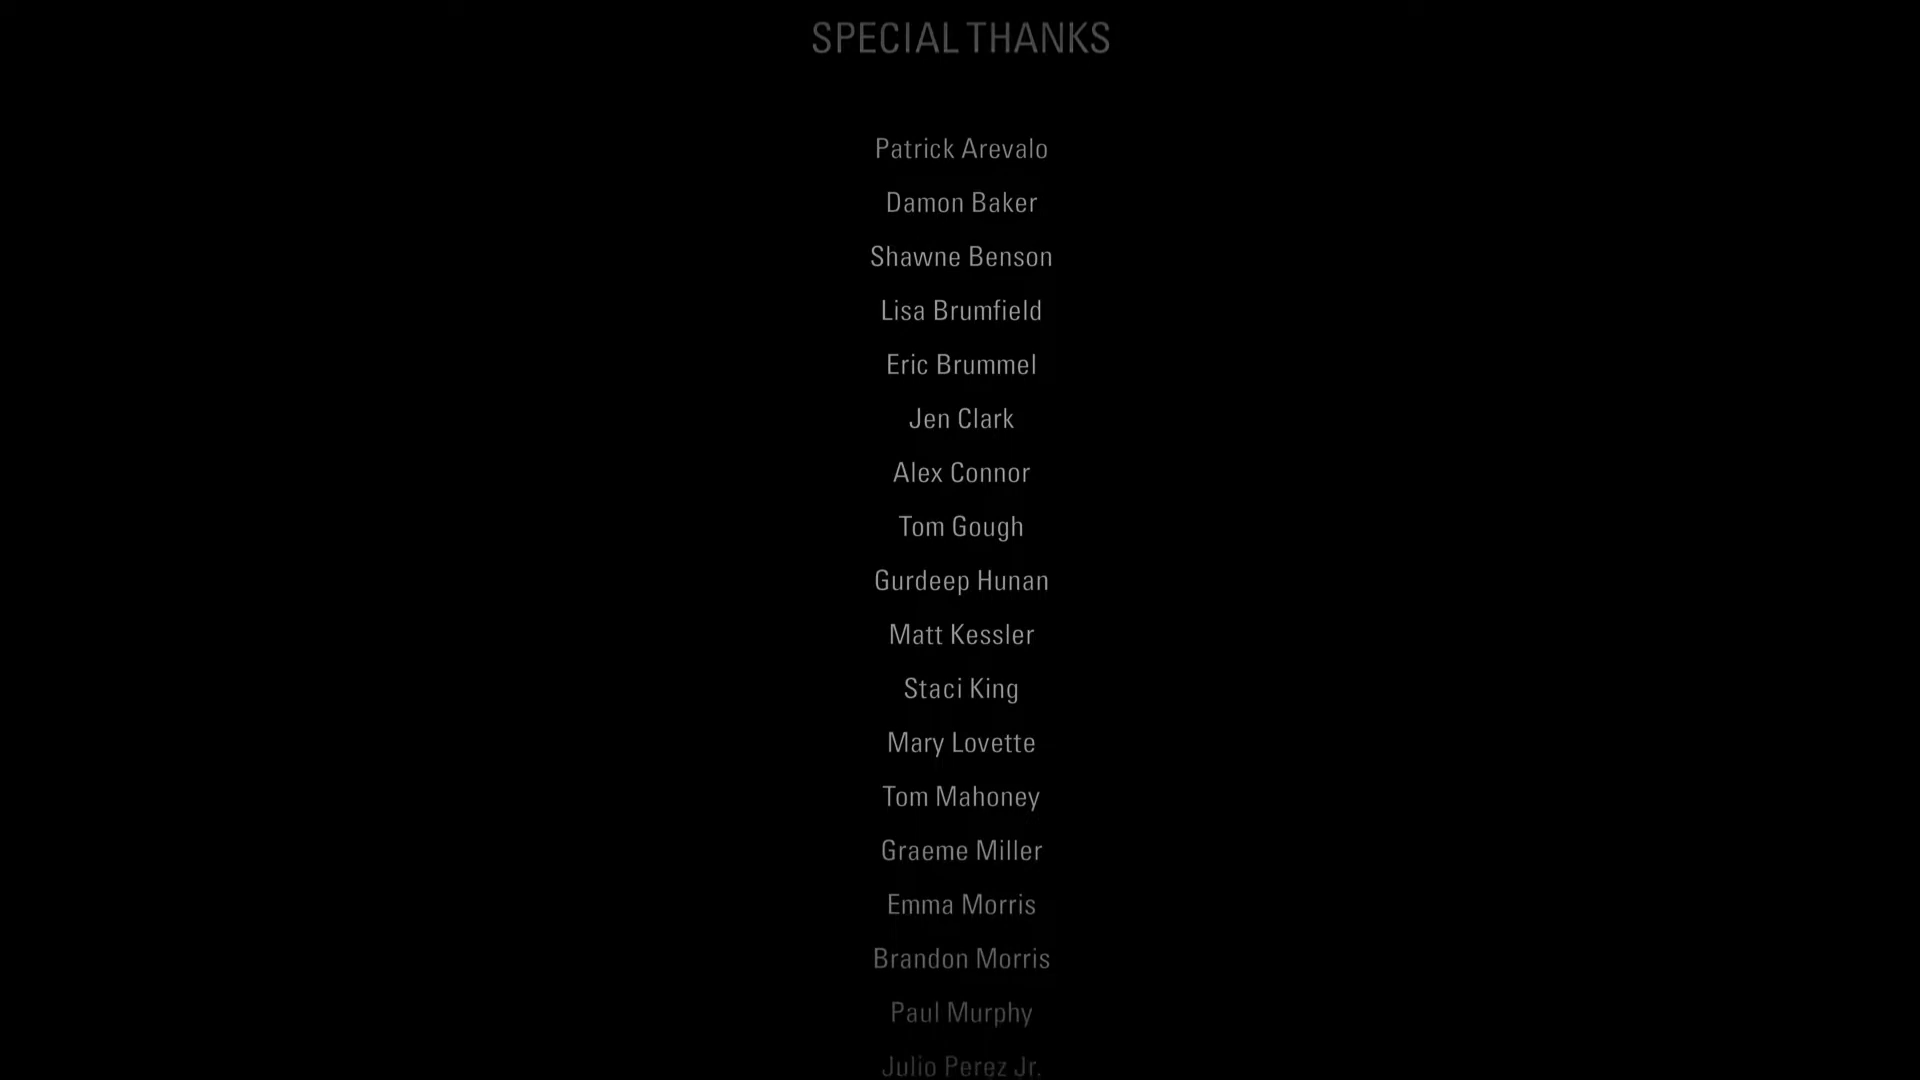 SPECIAL THANKS
Patrick Arevalo
Damon Baker
Shawne Benson
Lisa Brumfield
Eric Brummel
Jen Clark
Alex Connor
Tom Gough
Gurdeep Hunan
Matt Kessler
Staci King
Mary Lovette
Tom Mahoney
Graeme Miller
Emma Morris
Brandon Morris
Paul Murphy
Julio Perez Jr.